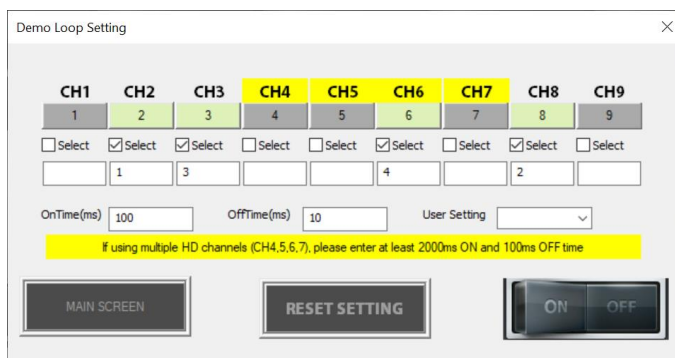 Demo Loop Setting
CH1 CH2 CH3 CH4 CH5 CH6 CH7 CH8 CH9
1 2 3 4 5 6 7 8 9
Select Select Select Select Select Select Select Select Select
1 3 4 2
OnTime(ms) 100 OffTime(ms) 10 User Setting
If using multiple HD channels (CH4,5,6,7), please enter at least 2000ms ON and 100ms OFF time
MAIN SCREEN RESET SETTING ON OFF